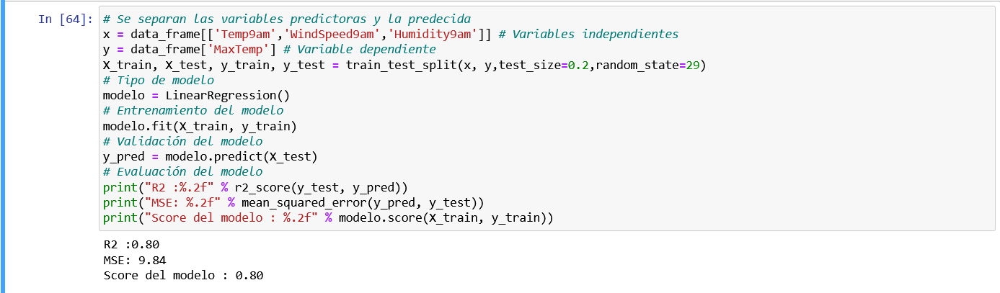 In [64]: # Se separan las variables predictoras y la predecida
x = data_frame[['Temp9am','WindSpeed9am','Humidity9am']] # Variables independientes
y = data_frame['MaxTemp'] # Variable dependiente
X_train, X_test, y_train, y_test = train_test_split(x, y,test_size=0.2,random_state=29)
# Tipo de modelo
modelo = LinearRegression()
# Entrenamiento del modelo
modelo.fit(X_train, y_train)
# Validación del modelo
y_pred = modelo.predict(X_test)
# Evaluación del modelo
print("R2 :%.2f" % r2_score(y_test, y_pred))
print("MSE: %.2f" % mean_squared_error(y_pred, y_test))
print("Score del modelo : %.2f" % modelo.score(X_train, y_train))
R2 :0.80
MSE: 9.84
Score del modelo : 0.80